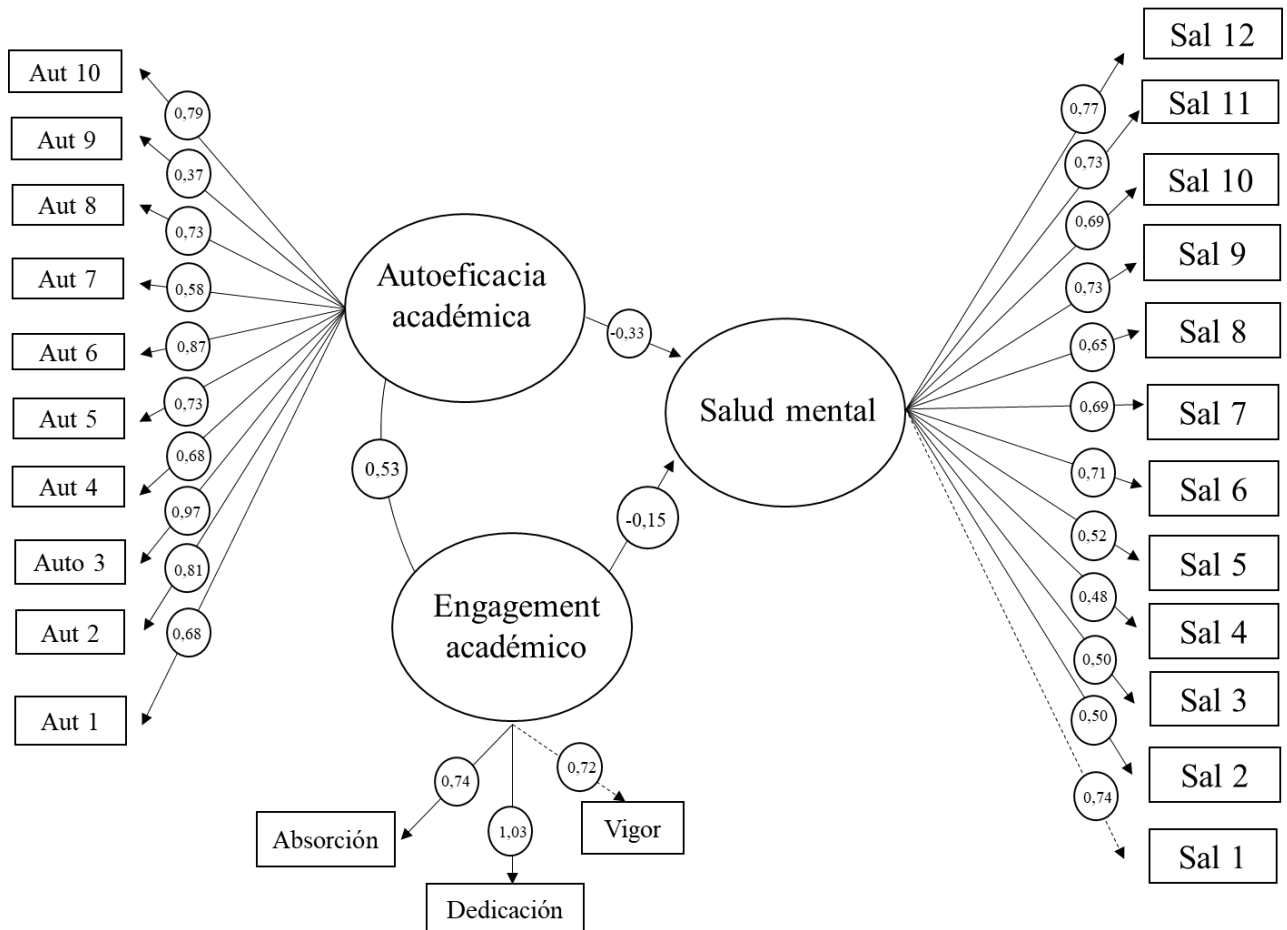 Aut 10
Aut 9
Aut 8
Aut 7
Aut 6
Aut 5
Aut 4
Auto 3
Aut 2
Aut 1
0,79
0,37
0,73
0,58
0,87
0,73
0,68
0,97
0,81
0,68
Autoeficacia
académica
-0,33
0,53
Salud mental
-0,15
Engagement
académico
0,74
1,03
0,72
Absorción
Dedicación
Vigor
0,77
0,73
0,69
0,73
0,65
0,69
0,71
0,52
0,48
0,50
0,50
0,74
Sal 12
Sal 11
Sal 10
Sal 9
Sal 8
Sal 7
Sal 6
Sal 5
Sal 4
Sal 3
Sal 2
Sal 1